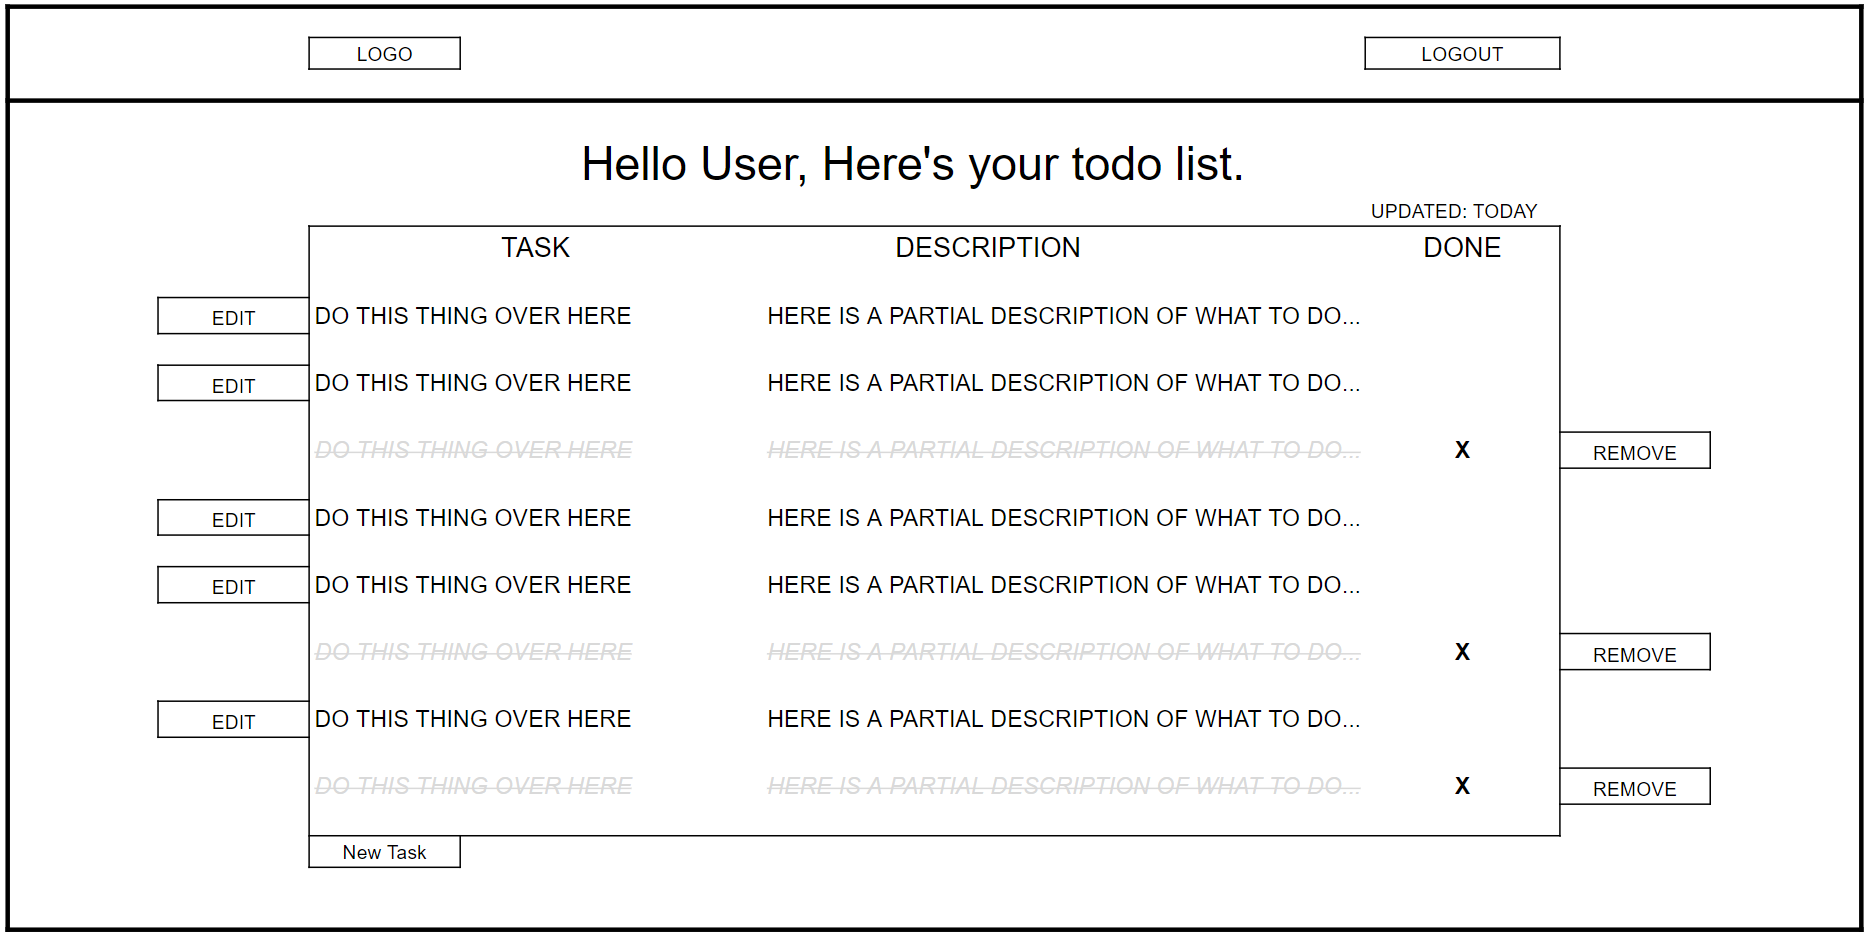 LOGO LOGOUT
Hello User, Here's your todo list.
UPDATED: TODAY
TASK DESCRIPTION DONE
EDIT DO THIS THING OVER HERE HERE IS A PARTIAL DESCRIPTION OF WHAT TO DO...
EDIT DO THIS THING OVER HERE HERE IS A PARTIAL DESCRIPTION OF WHAT TO DO...
DO THIS THING OVER HERE HERE IS A PARTIAL DESCRIPTION OF WHAT TO DO... X REMOVE
EDIT DO THIS THING OVER HERE HERE IS A PARTIAL DESCRIPTION OF WHAT TO DO...
EDIT DO THIS THING OVER HERE HERE IS A PARTIAL DESCRIPTION OF WHAT TO DO...
DO THIS THING OVER HERE HERE IS A PARTIAL DESCRIPTION OF WHAT TO DO... X REMOVE
EDIT DO THIS THING OVER HERE HERE IS A PARTIAL DESCRIPTION OF WHAT TO DO...
DO THIS THING OVER HERE HERE IS A PARTIAL DESCRIPTION OF WHAT TO DO... X REMOVE
New Task